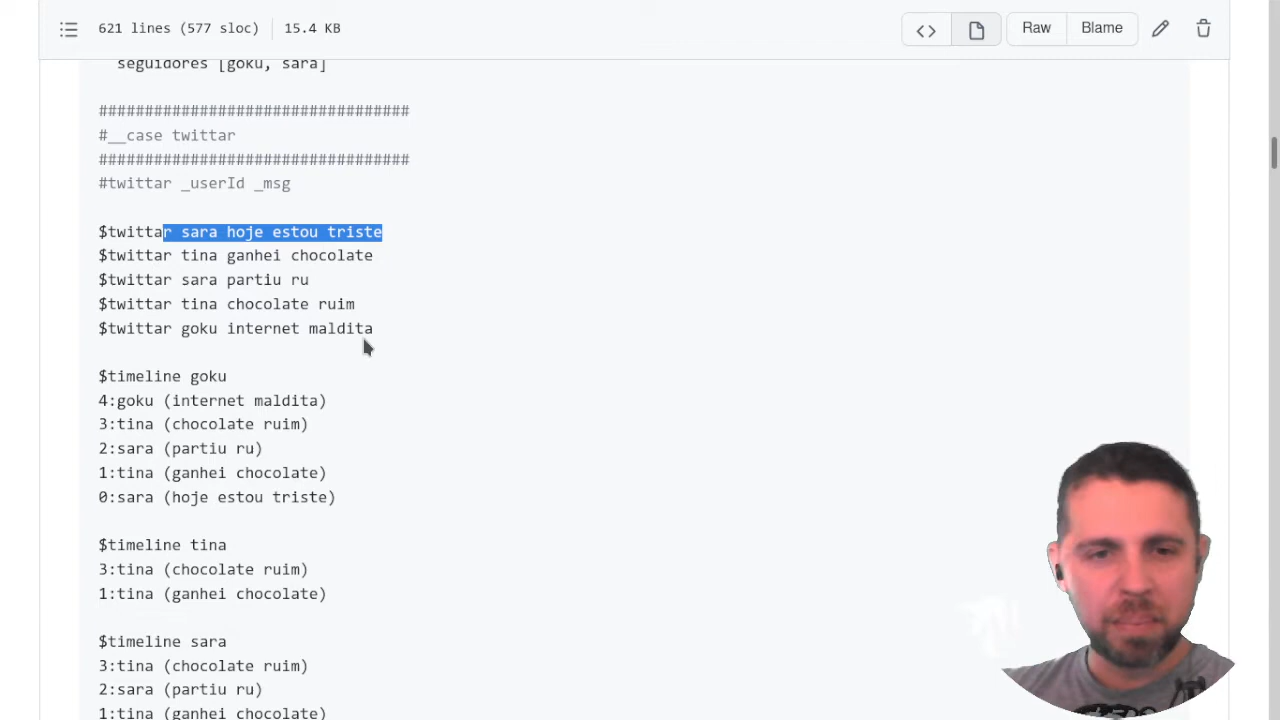 621 lines (577 sloc) 15.4 KB Raw Blame
seguidores [goku, sara]
##################################
#__case twittar
##################################
#twittar _userId _msg
$twittar sara hoje estou triste
$twittar tina ganhei chocolate
$twittar sara partiu ru
$twittar tina chocolate ruim
$twittar goku internet maldita
$timeline goku
4:goku (internet maldita)
3:tina (chocolate ruim)
2:sara (partiu ru)
1:tina (ganhei chocolate)
0:sara (hoje estou triste)
$timeline tina
3:tina (chocolate ruim)
1:tina (ganhei chocolate)
$timeline sara
3:tina (chocolate ruim)
2:sara (partiu ru)
1:tina (ganhei chocolate)